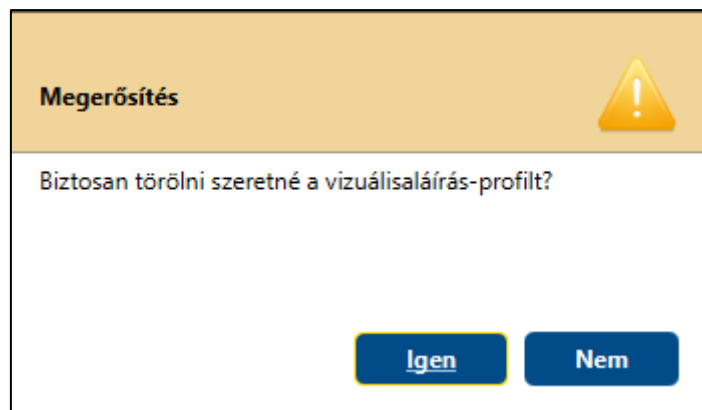 Megerősítés
Biztosan törölni szeretné a vizuálisaláírás-profilt?
Igen
Nem